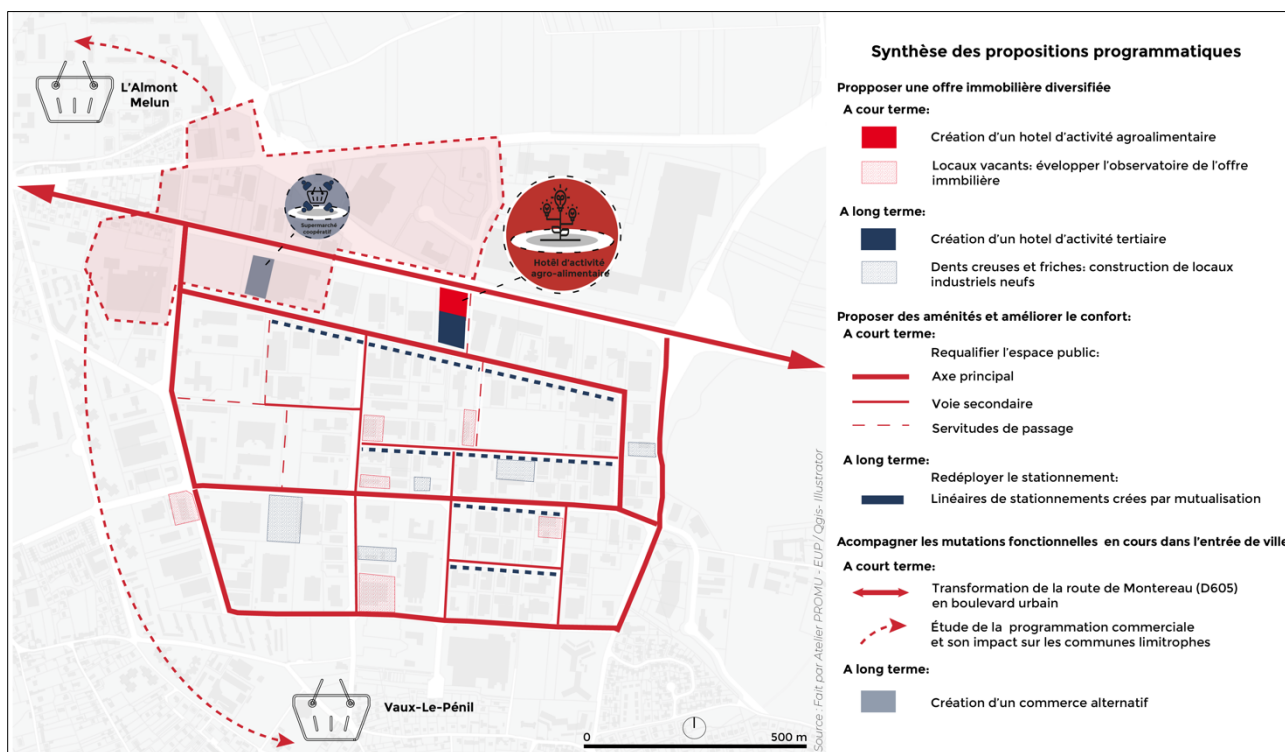 L'Almont
Melun
Supermarché
coopératif
Hotêl d'activité
agro-alimentaire
Vaux-Le-Pénil
0 500 m
Source : Fait par Atelier PROMU - EUP / Qgis- Illustrator
Synthèse des propositions programmatiques
Propposer une offre immobilière diversifiée
A cour terme:
Création d'un hotel d'activité agroalimentaire
Locaux vacants: évelopper l'observatoire de l'offre
immbilière
A long terme:
Création d'un hotel d'activité tertiaire
Dents creuses et friches: construction de locaux
industriels neufs
Proposer des aménités et améliorer le confort:
A court terme:
Requalifier l'espace public:
Axe principal
Voie secondaire
Servitudes de passage
A long terme:
Redéployer le stationnement:
Linéaires de stationnements crées par mutualisation
Acompagner les mutations fonctionnelles en cours dans l'entrée de ville
A court terme:
Transformation de la route de Montereau (D605)
en boulevard urbain
Étude de la programmation commerciale
et son impact sur les communes limitrophes
A long terme:
Création d'un commerce alternatif